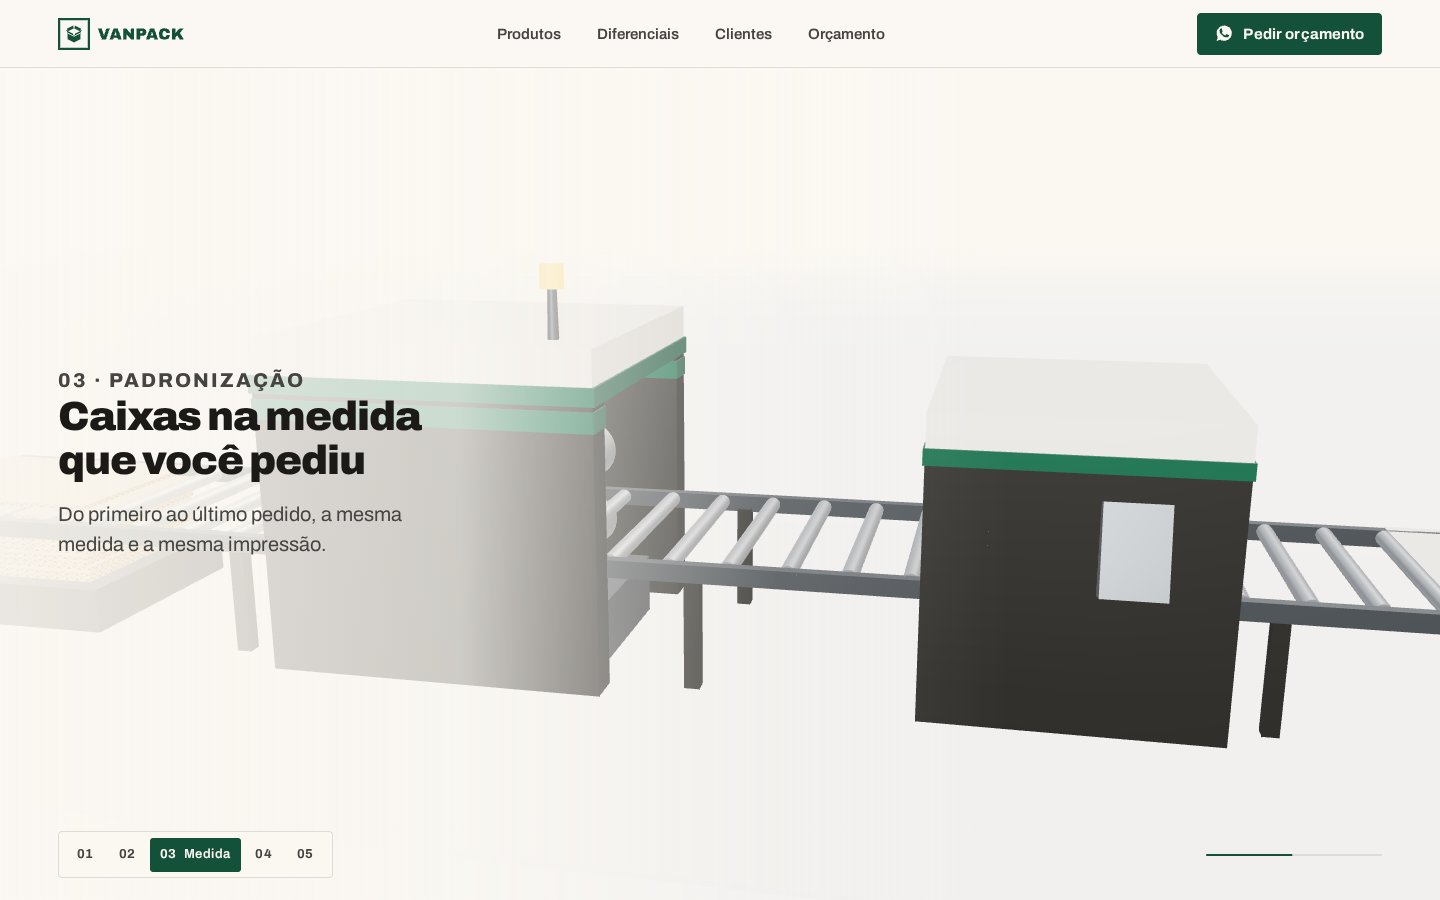 VANPACK
Produtos
Diferenciais
Clientes
Orçamento
Pedir orçamento
03 · PADRONIZAÇÃO
Caixas na medida
que você pediu
Do primeiro ao último pedido, a mesma
medida e a mesma impressão.
01
02
03 Medida
04
05